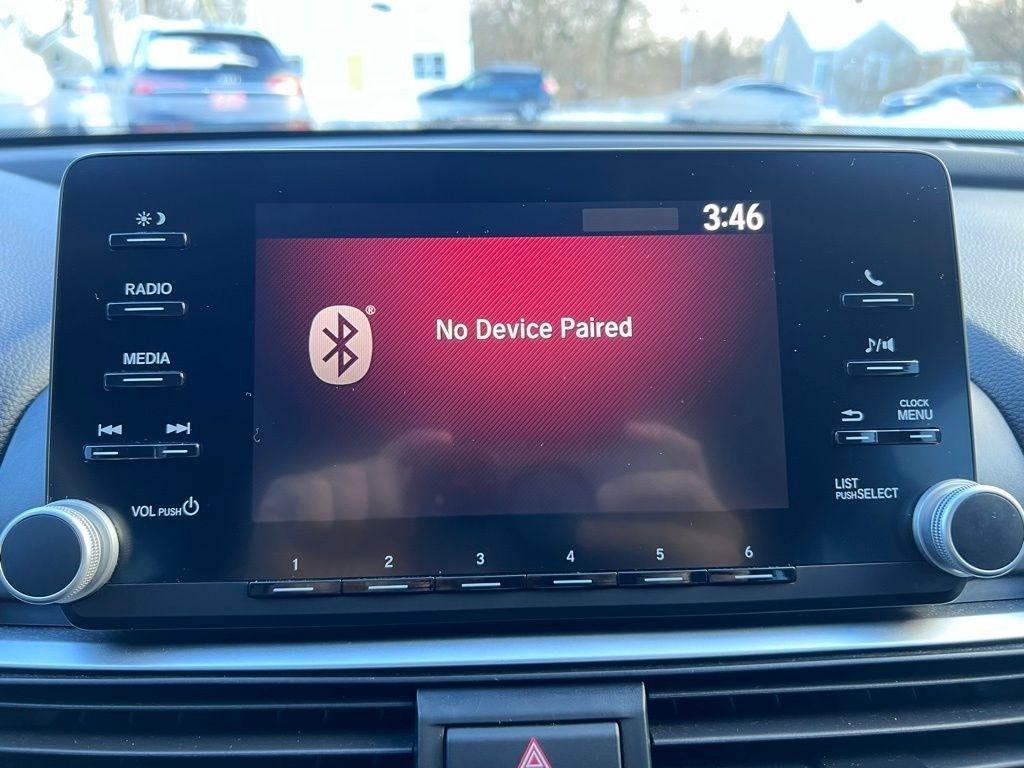 3:46
RADIO
No Device Paired
®
MEDIA
CLOCK
MENU
♪/
LIST
PUSH SELECT
VOL PUSH
1 2 3 4 5 6